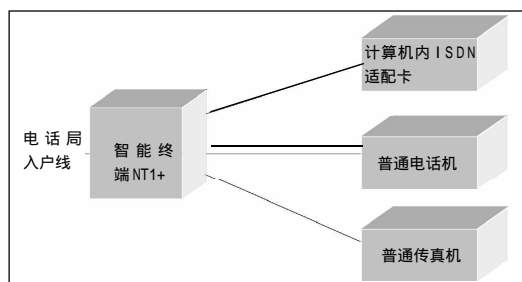 电话局
入户线
智能终
端NT1+
计算机内ISDN
适配卡
普通电话机
普通传真机